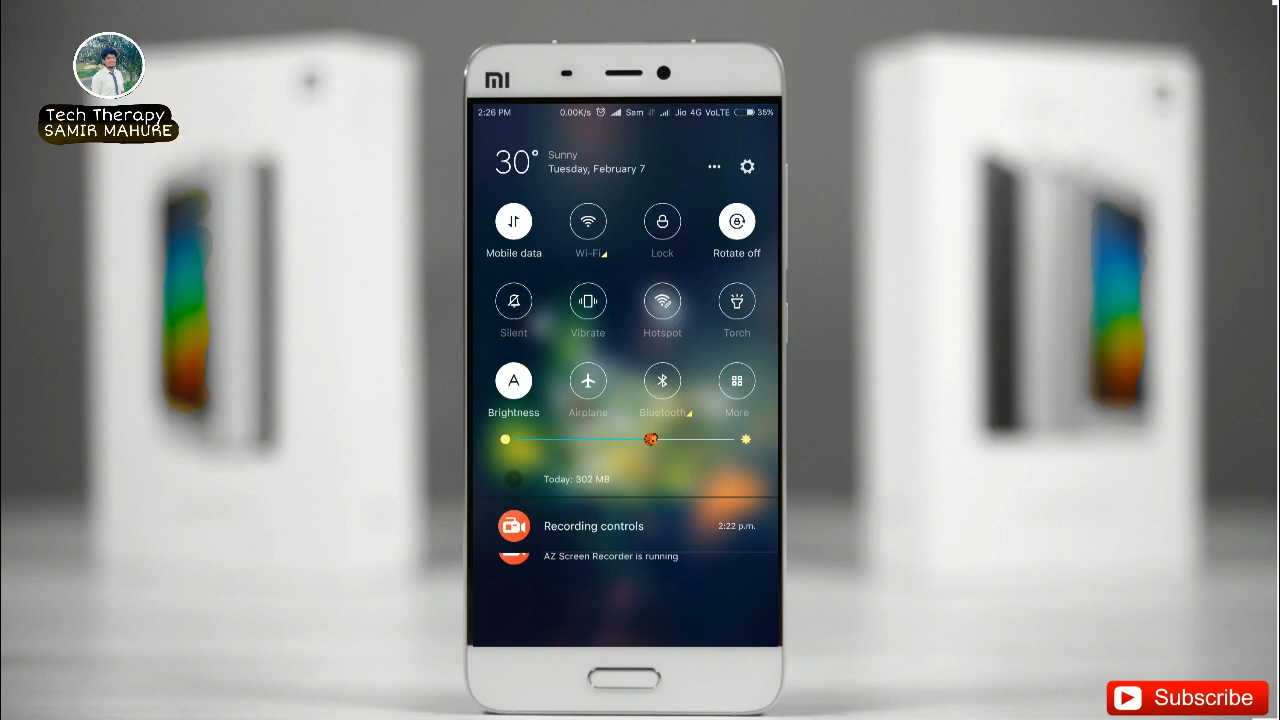 Tech Therapy
SAMIR MAHURE
mi
2:26 PM 0.00K/s Sam Jio 4G VoLTE 35%
30° Sunny
Tuesday, February 7
Mobile data Wi-Fi Lock Rotate off
Silent Vibrate Hotspot Torch
A
Brightness Airplane Bluetooth More
Today: 302 MB
Recording controls 2:22 p.m.
AZ Screen Recorder is running
Subscribe